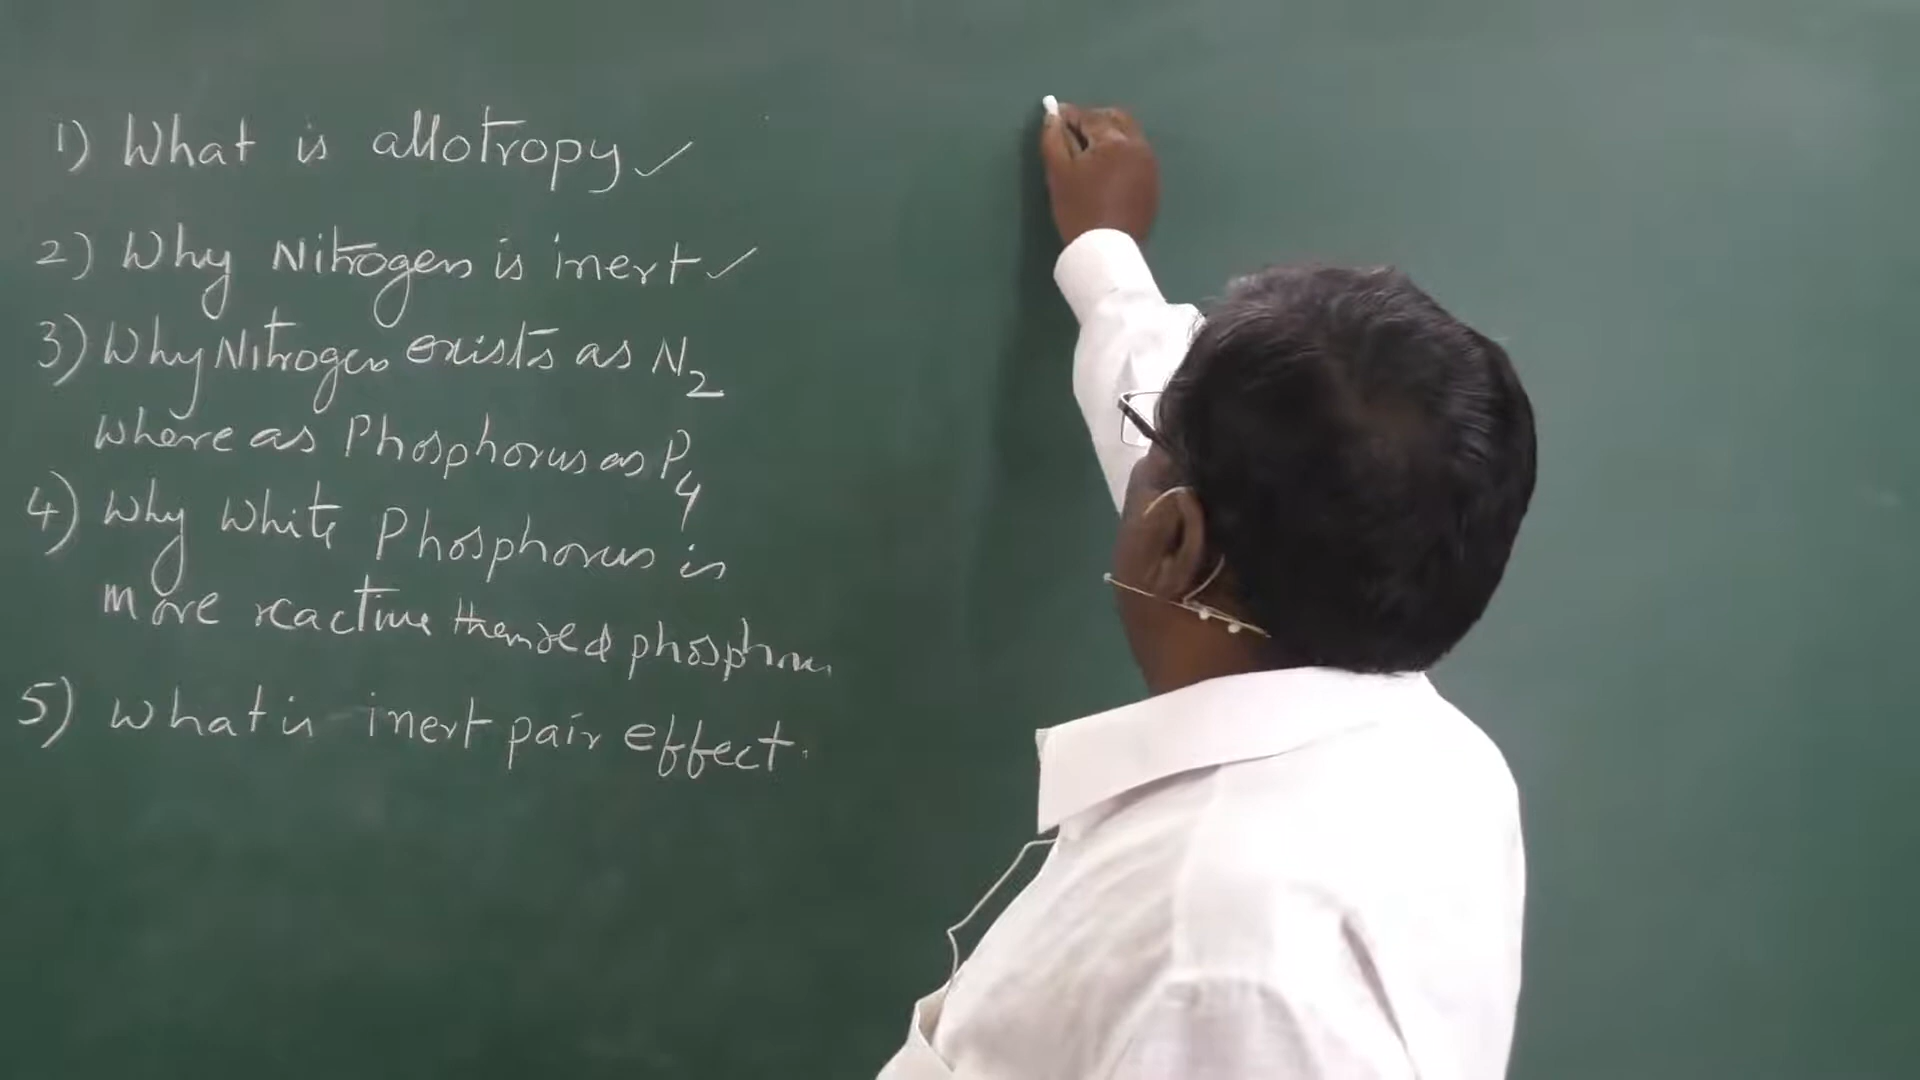 1) What is allotropy ✓
2) Why Nitrogen is inert ✓
3) Why Nitrogen exists as N₂
where as Phosphorus as P₄
4) Why White Phosphorus is
more reactive than red phosphorus
5) What is inert pair effect.